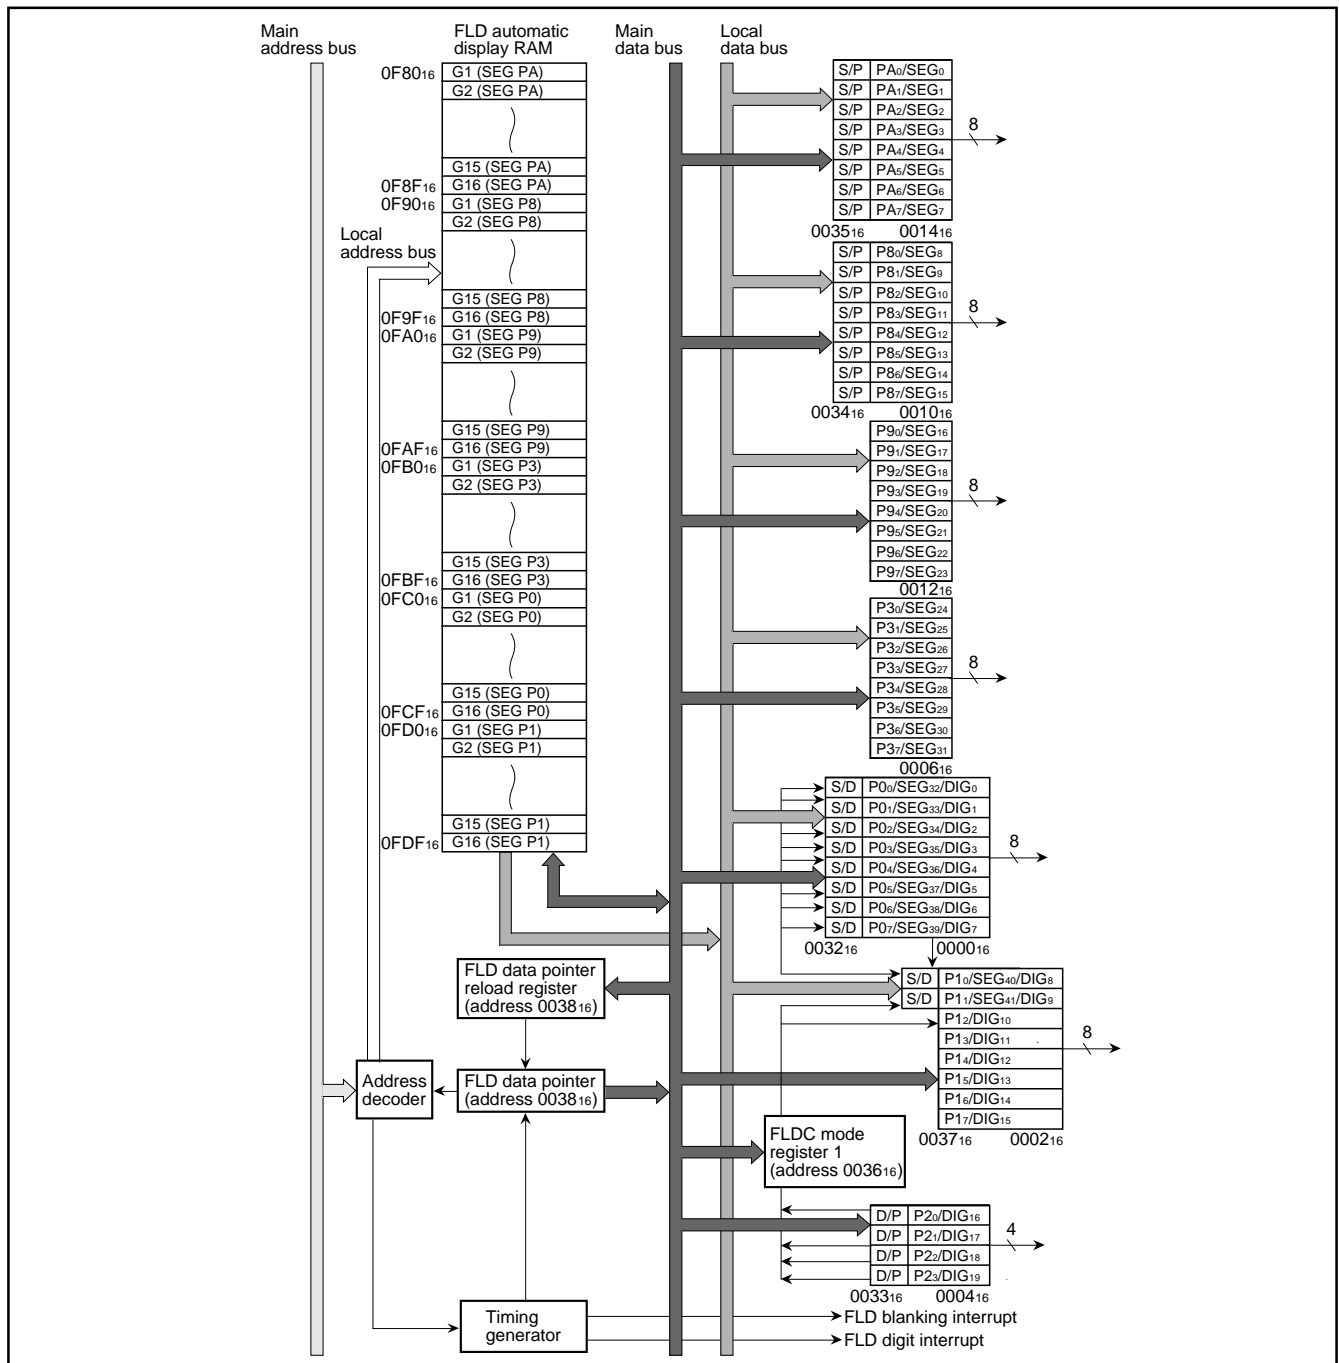 Main
address bus
FLD automatic
display RAM
Main
data bus
Local
data bus
0F8016
G1 (SEG PA)
G2 (SEG PA)
G15 (SEG PA)
0F8F16
G16 (SEG PA)
0F9016
G1 (SEG P8)
G2 (SEG P8)
Local
address bus
G15 (SEG P8)
0F9F16
G16 (SEG P8)
0FA016
G1 (SEG P9)
G2 (SEG P9)
G15 (SEG P9)
0FAF16
G16 (SEG P9)
0FB016
G1 (SEG P3)
G2 (SEG P3)
G15 (SEG P3)
0FBF16
G16 (SEG P3)
0FC016
G1 (SEG P0)
G2 (SEG P0)
G15 (SEG P0)
0FCF16
G16 (SEG P0)
0FD016
G1 (SEG P1)
G2 (SEG P1)
G15 (SEG P1)
0FDF16
G16 (SEG P1)
S/P PA0/SEG0
S/P PA1/SEG1
S/P PA2/SEG2
S/P PA3/SEG3
S/P PA4/SEG4
S/P PA5/SEG5
S/P PA6/SEG6
S/P PA7/SEG7
8
003516 001416
S/P P80/SEG8
S/P P81/SEG9
S/P P82/SEG10
S/P P83/SEG11
S/P P84/SEG12
S/P P85/SEG13
S/P P86/SEG14
S/P P87/SEG15
8
003416 001016
P90/SEG16
P91/SEG17
P92/SEG18
P93/SEG19
P94/SEG20
P95/SEG21
P96/SEG22
P97/SEG23
8
001216
P30/SEG24
P31/SEG25
P32/SEG26
P33/SEG27
P34/SEG28
P35/SEG29
P36/SEG30
P37/SEG31
8
000616
S/D P00/SEG32/DIG0
S/D P01/SEG33/DIG1
S/D P02/SEG34/DIG2
S/D P03/SEG35/DIG3
S/D P04/SEG36/DIG4
S/D P05/SEG37/DIG5
S/D P06/SEG38/DIG6
S/D P07/SEG39/DIG7
8
003216 000016
S/D P10/SEG40/DIG8
S/D P11/SEG41/DIG9
P12/DIG10
P13/DIG11
P14/DIG12
P15/DIG13
P16/DIG14
P17/DIG15
8
003716 000216
FLD data pointer
reload register
(address 003816)
Address
decoder
FLD data pointer
(address 003816)
FLDC mode
register 1
(address 003616)
D/P P20/DIG16
D/P P21/DIG17
D/P P22/DIG18
D/P P23/DIG19
4
003316 000416
Timing
generator
FLD blanking interrupt
FLD digit interrupt